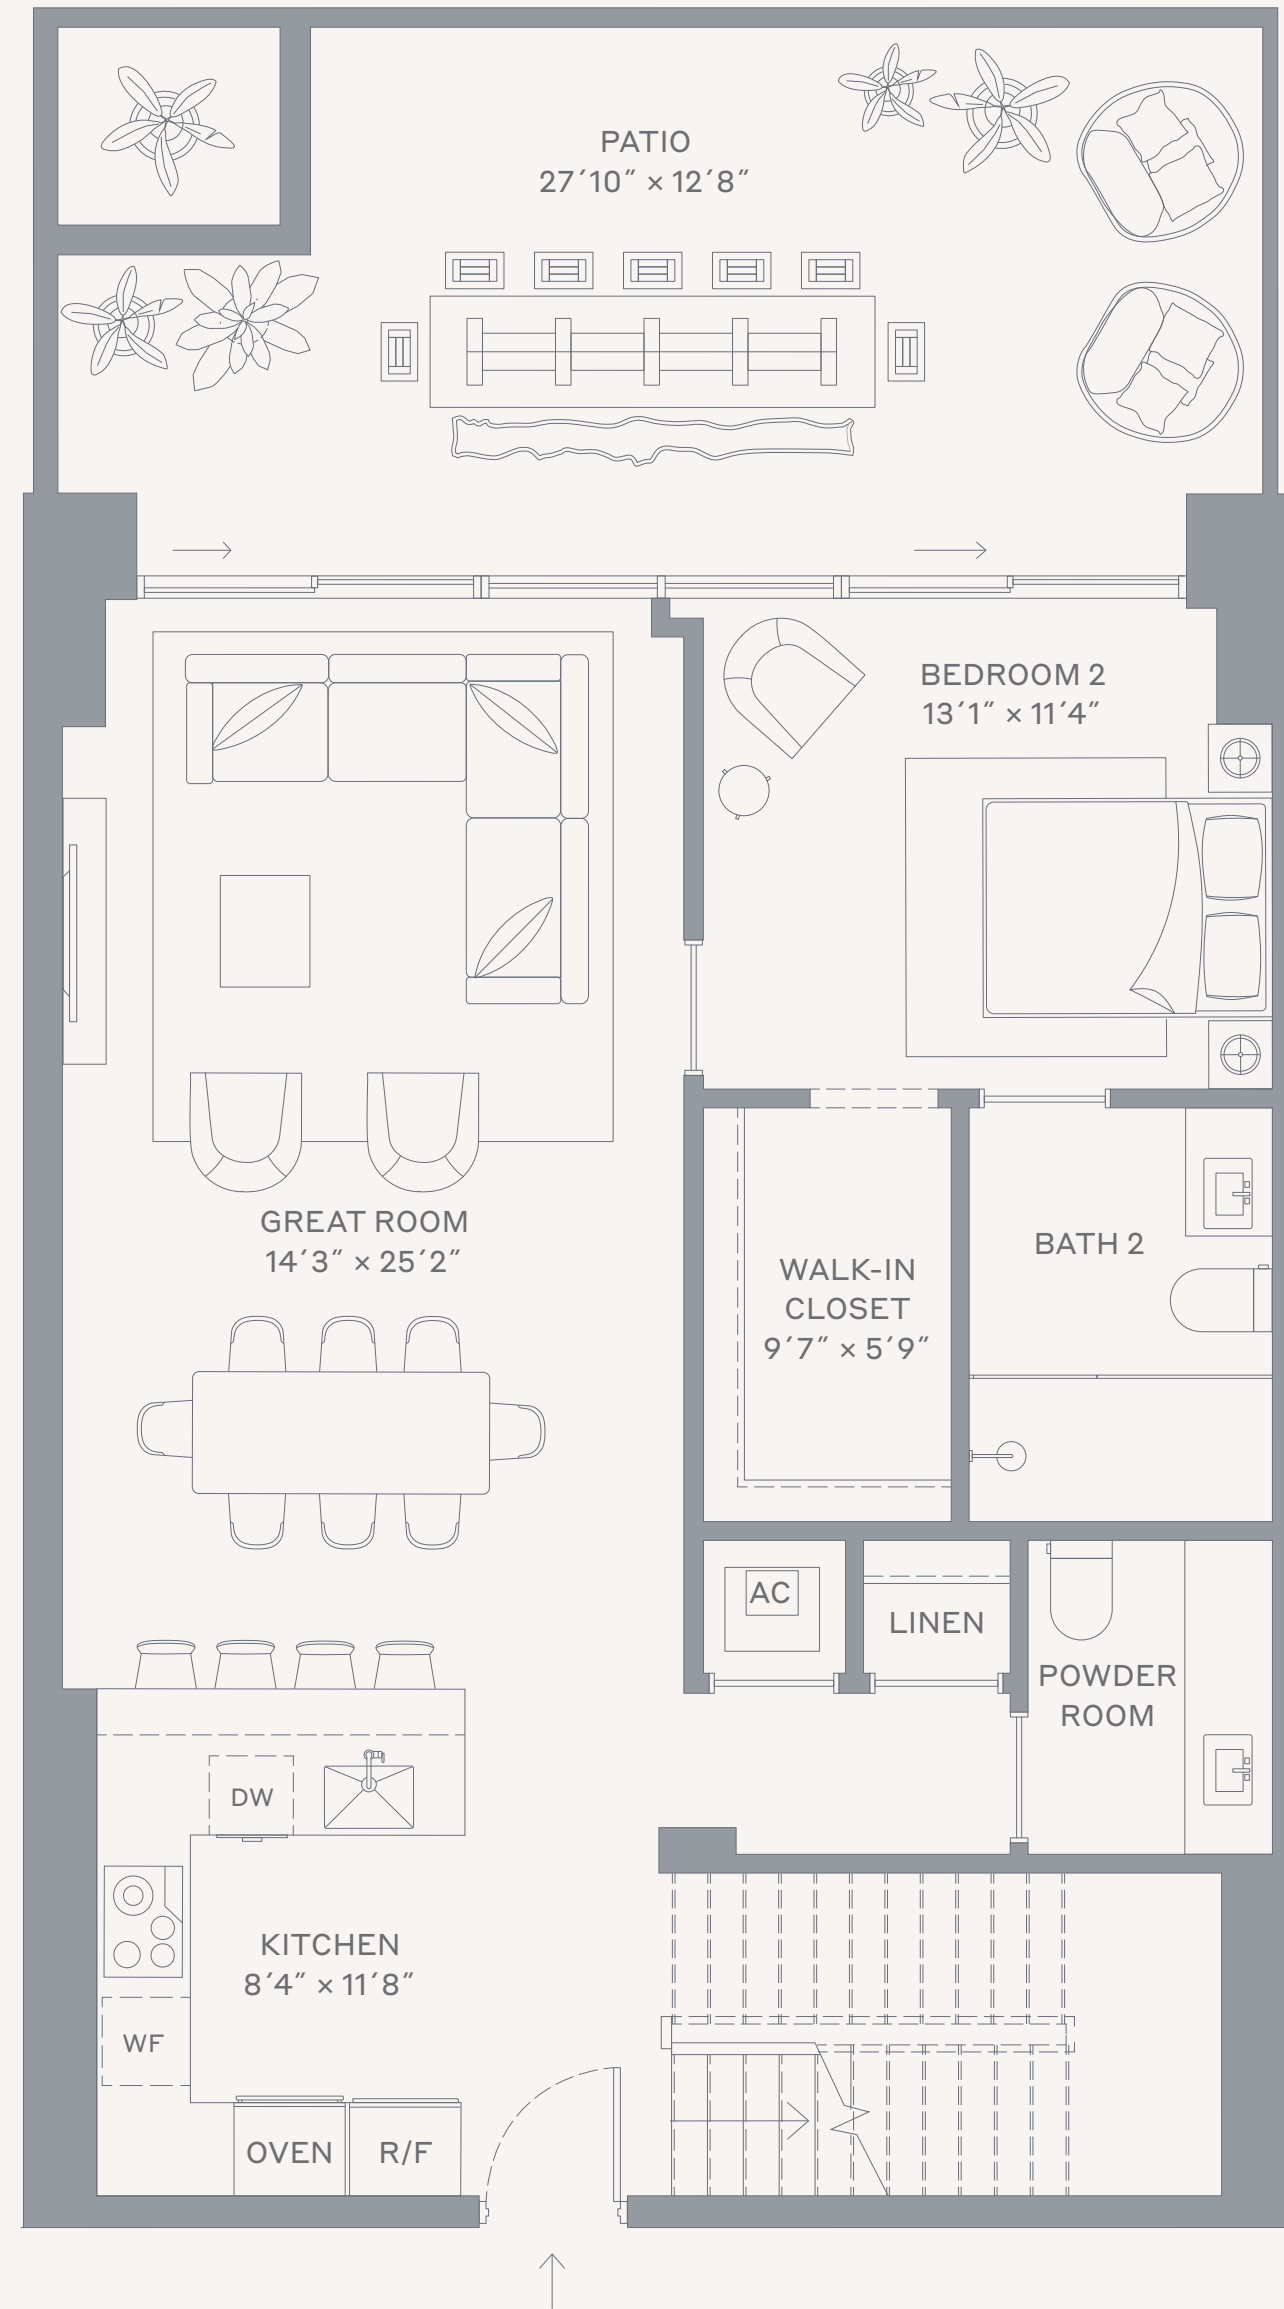 PATIO
27´10˝ × 12´8˝
BEDROOM 2
13´1˝ × 11´4˝
GREAT ROOM
14´3˝ × 25´2˝
BATH 2
WALK-IN
CLOSET
9´7˝ × 5´9˝
AC
LINEN
POWDER
ROOM
DW
KITCHEN
8´4˝ × 11´8˝
WF
OVEN
R/F